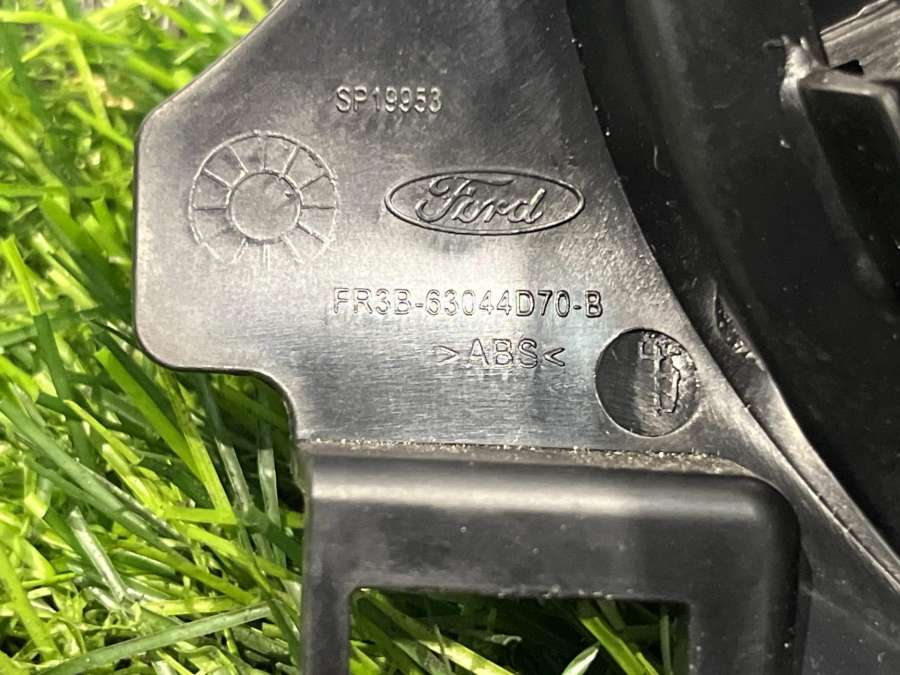 SP19953
Ford
FR3B-63044D70-B
>ABS<